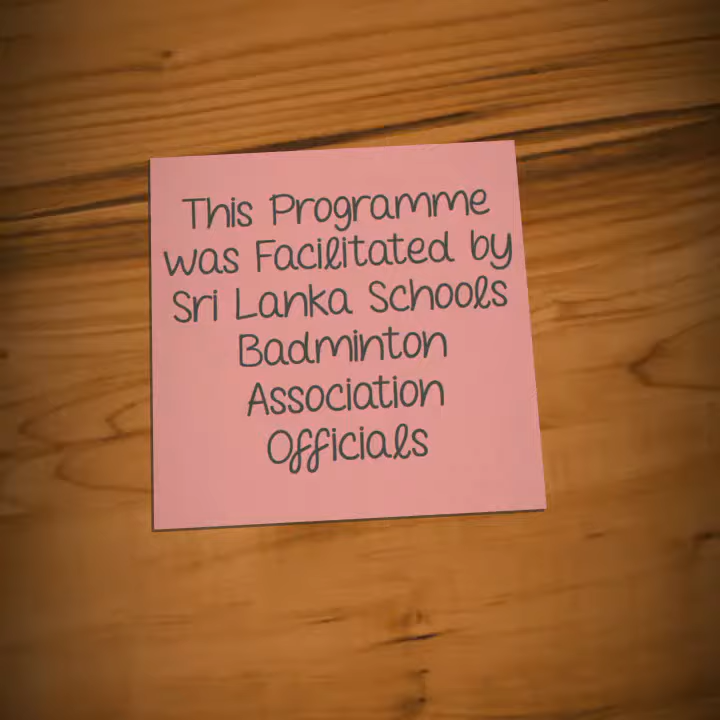 This Programme
was Facilitated by
Sri Lanka Schools
Badminton
Association
Officials